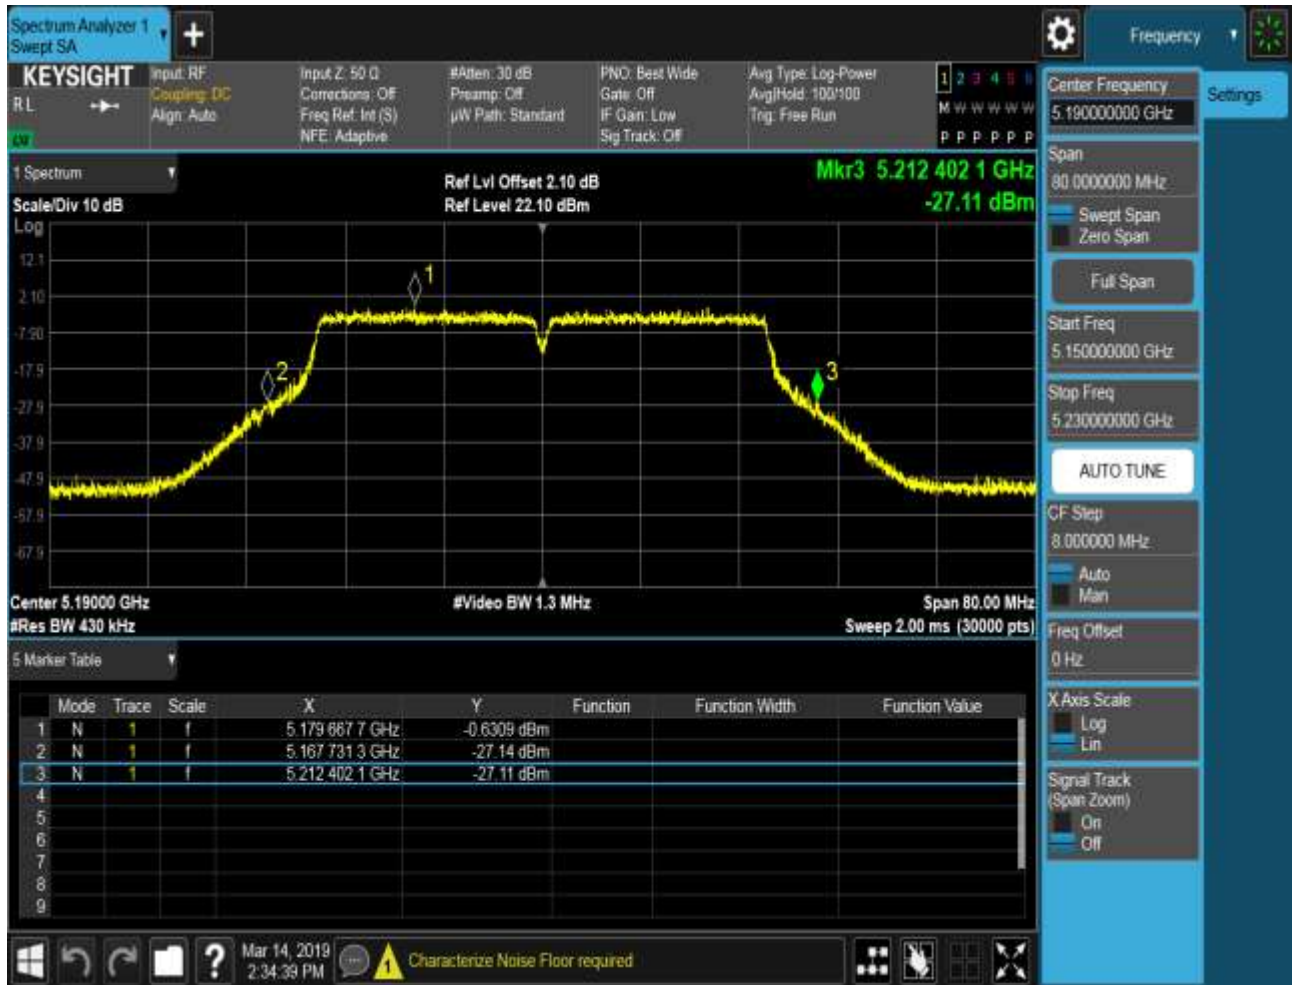 Spectrum Analyzer 1
Swept SA
Frequency
KEYSIGHT
R L
Input: RF
Coupling: DC
Align: Auto
Input Z: 50 Ω
Corrections: Off
Freq Ref: Int (S)
NFE: Adaptive
#Atten: 30 dB
Preamp: Off
µW Path: Standard
PNO: Best Wide
Gate: Off
IF Gain: Low
Sig Track: Off
Avg Type: Log-Power
Avg|Hold: 100/100
Trig: Free Run
1 2 3 4 5 6
M W W W W W
P P P P P P
1 Spectrum
Scale/Div 10 dB
Ref Lvl Offset 2.10 dB
Ref Level 22.10 dBm
Mkr3 5.212 402 1 GHz
-27.11 dBm
Log
12.1
2.10
-7.90
-17.9
-27.9
-37.9
-47.9
-57.9
-67.9
1
2
3
Center 5.19000 GHz
#Res BW 430 kHz
#Video BW 1.3 MHz
Span 80.00 MHz
Sweep 2.00 ms (30000 pts)
5 Marker Table
Mode Trace Scale X Y Function Function Width Function Value
1 N 1 f 5.179 667 7 GHz -0.6309 dBm
2 N 1 f 5.167 731 3 GHz -27.14 dBm
3 N 1 f 5.212 402 1 GHz -27.11 dBm
4
5
6
7
8
9
Mar 14, 2019
2:34:39 PM
1
Characterize Noise Floor required
Center Frequency
5.190000000 GHz
Settings
Span
80.0000000 MHz
Swept Span
Zero Span
Full Span
Start Freq
5.150000000 GHz
Stop Freq
5.230000000 GHz
AUTO TUNE
CF Step
8.000000 MHz
Auto
Man
Freq Offset
0 Hz
X Axis Scale
Log
Lin
Signal Track
(Span Zoom)
On
Off